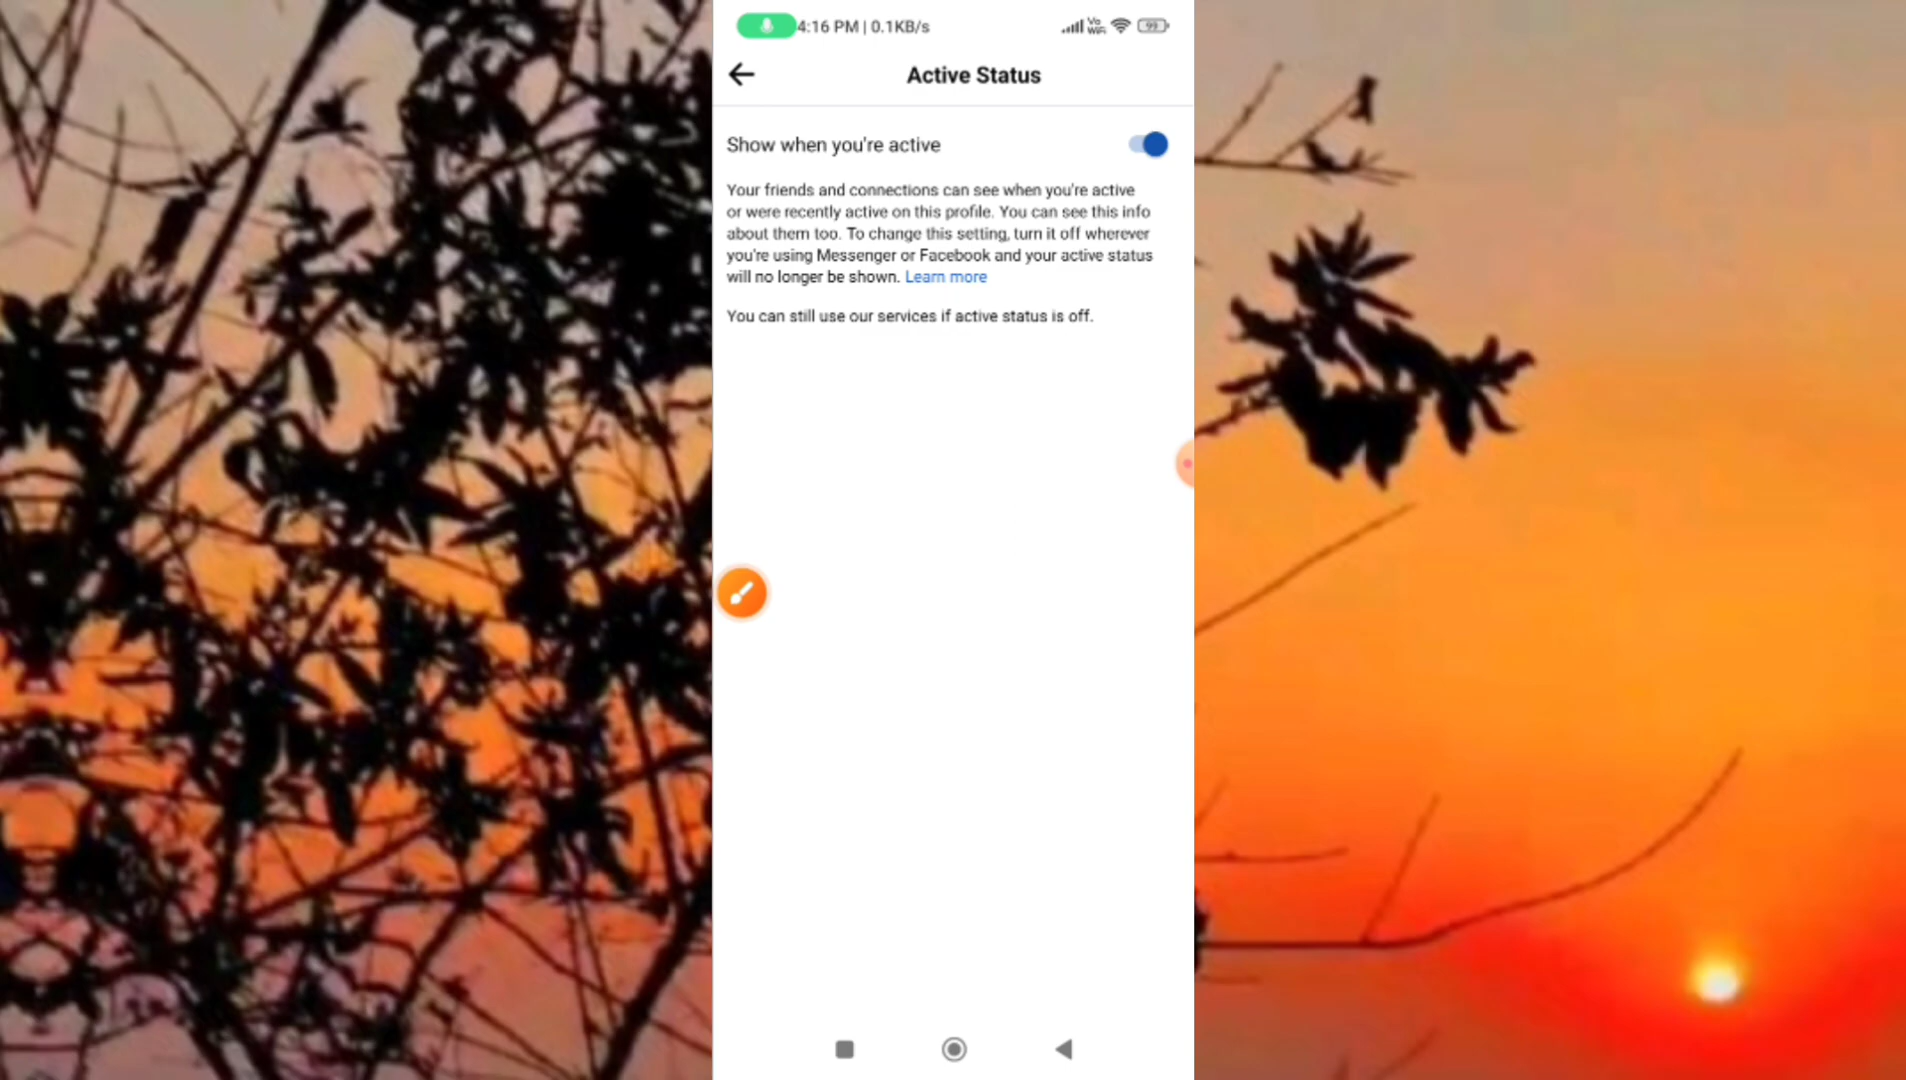 4:16 PM | 0.1KB/s Vo WiFi 99
Active Status
Show when you're active
Your friends and connections can see when you're active
or were recently active on this profile. You can see this info
about them too. To change this setting, turn it off wherever
you're using Messenger or Facebook and your active status
will no longer be shown. Learn more
You can still use our services if active status is off.